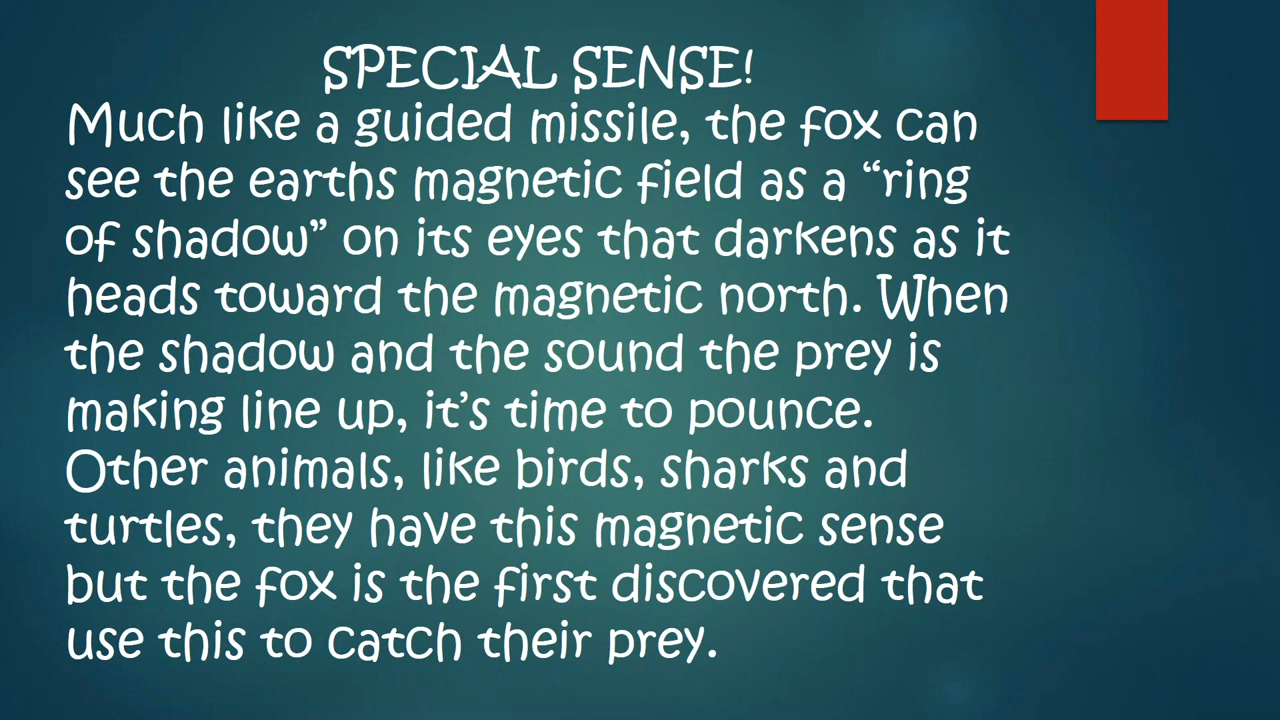 SPECIAL SENSE!
Much like a guided missile, the fox can
see the earths magnetic field as a “ring
of shadow” on its eyes that darkens as it
heads toward the magnetic north. When
the shadow and the sound the prey is
making line up, it’s time to pounce.
Other animals, like birds, sharks and
turtles, they have this magnetic sense
but the fox is the first discovered that
use this to catch their prey.